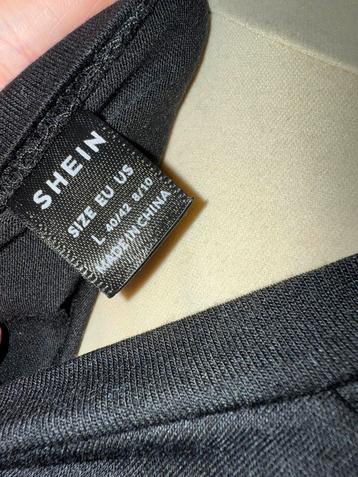 SHEIN
SIZE EU US
L 40/42 8/10
MADE IN CHINA